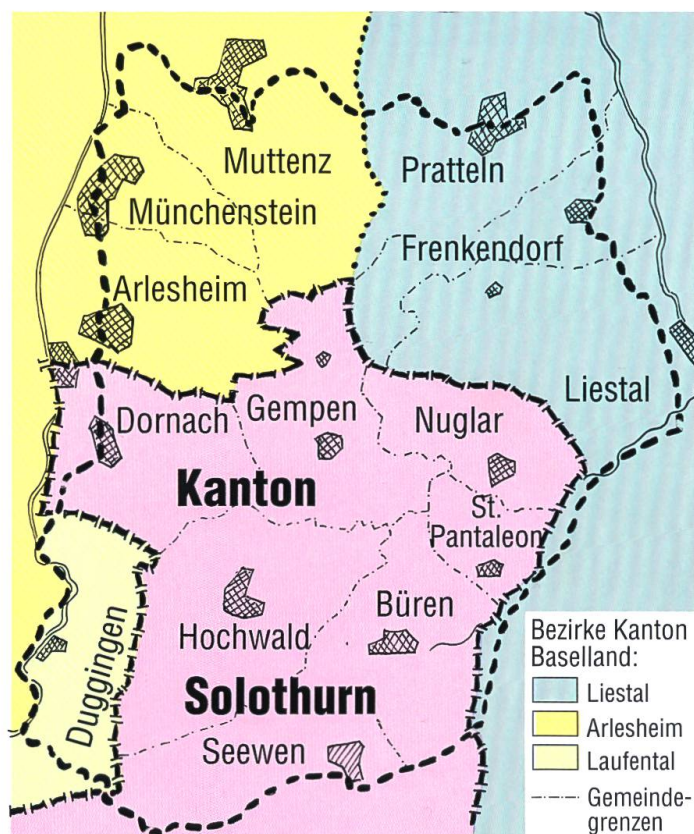 Muttenz
Pratteln
Münchenstein
Frenkendorf
Arlesheim
Liestal
Dornach
Gempen
Nuglar
Kanton
St.
Pantaleon
Büren
Hochwald
Duggingen
Solothurn
Seewen
Bezirke Kanton
Baselland:
Liestal
Arlesheim
Laufental
Gemeinde-
grenzen